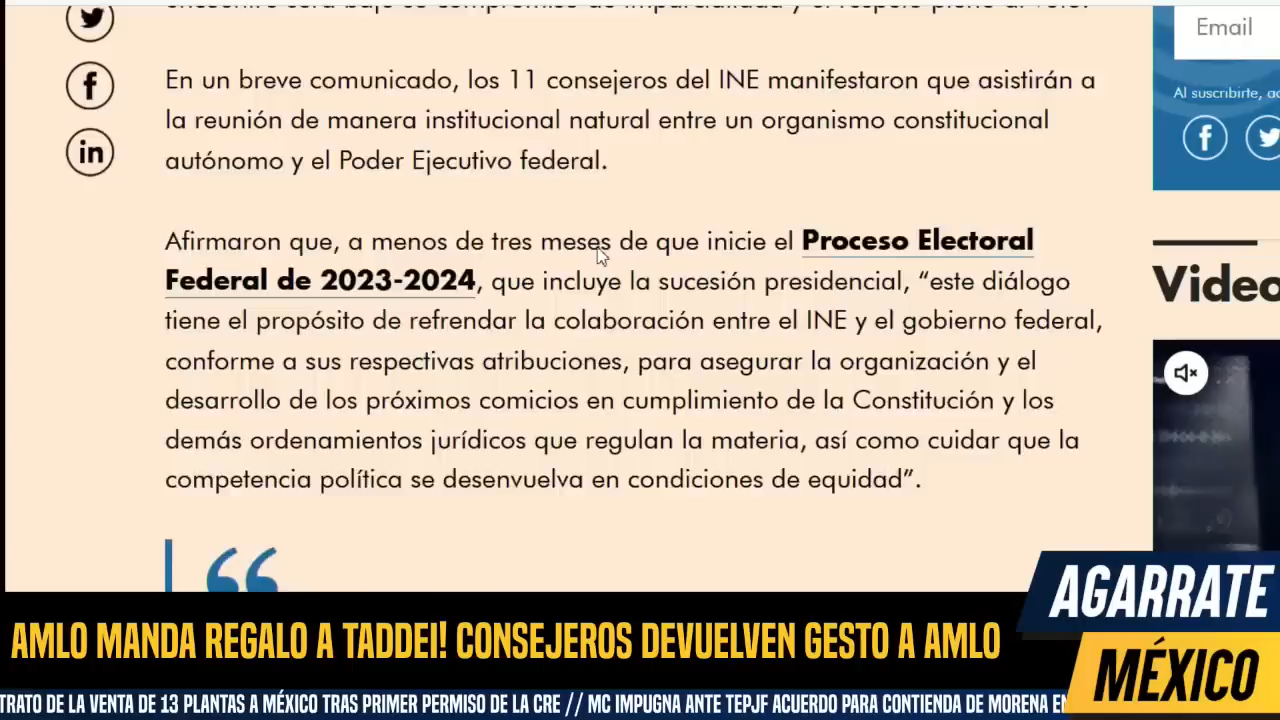 Email
En un breve comunicado, los 11 consejeros del INE manifestaron que asistirán a
la reunión de manera institucional natural entre un organismo constitucional
autónomo y el Poder Ejecutivo federal.
Al suscribirte,
Afirmaron que, a menos de tres meses de que inicie el Proceso Electoral
Federal de 2023-2024, que incluye la sucesión presidencial, “este diálogo
tiene el propósito de refrendar la colaboración entre el INE y el gobierno federal,
conforme a sus respectivas atribuciones, para asegurar la organización y el
desarrollo de los próximos comicios en cumplimiento de la Constitución y los
demás ordenamientos jurídicos que regulan la materia, así como cuidar que la
competencia política se desenvuelva en condiciones de equidad”.
“
Video
AGARRATE
MÉXICO
AMLO MANDA REGALO A TADDEI! CONSEJEROS DEVUELVEN GESTO A AMLO
TRATO DE LA VENTA DE 13 PLANTAS A MÉXICO TRAS PRIMER PERMISO DE LA CRE // MC IMPUGNA ANTE TEPJF ACUERDO PARA CONTIENDA DE MORENA EN